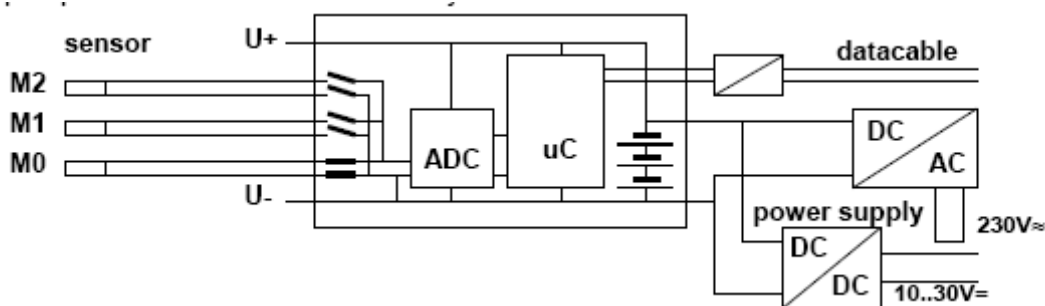 sensor
U+
datacable
M2
M1
M0
ADC
uC
DC
AC
U-
power supply
230V≈
DC
DC
10..30V=